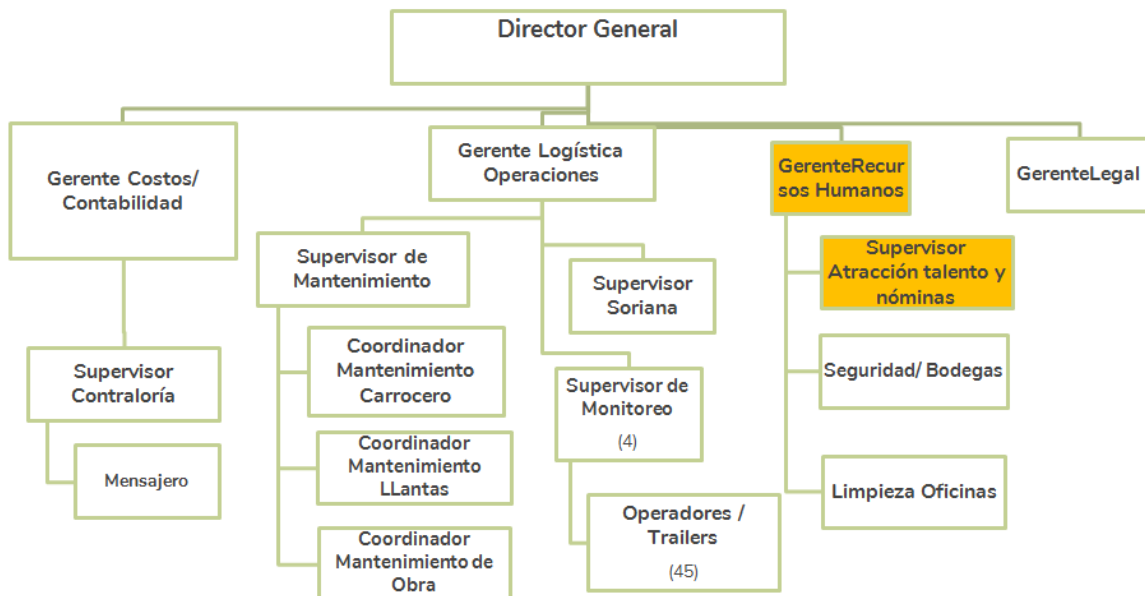 Director General
Gerente Costos/
Contabilidad
Gerente Logística
Operaciones
GerenteRecur
sos Humanos
GerenteLegal
Supervisor de
Mantenimiento
Supervisor
Soriana
Supervisor
Atracción talento y
nóminas
Coordinador
Mantenimiento
Carrocero
Supervisor
Contraloría
Supervisor de
Monitoreo
(4)
Seguridad/ Bodegas
Mensajero
Coordinador
Mantenimiento
LLantas
Operadores /
Trailers
(45)
Limpieza Oficinas
Coordinador
Mantenimiento de
Obra